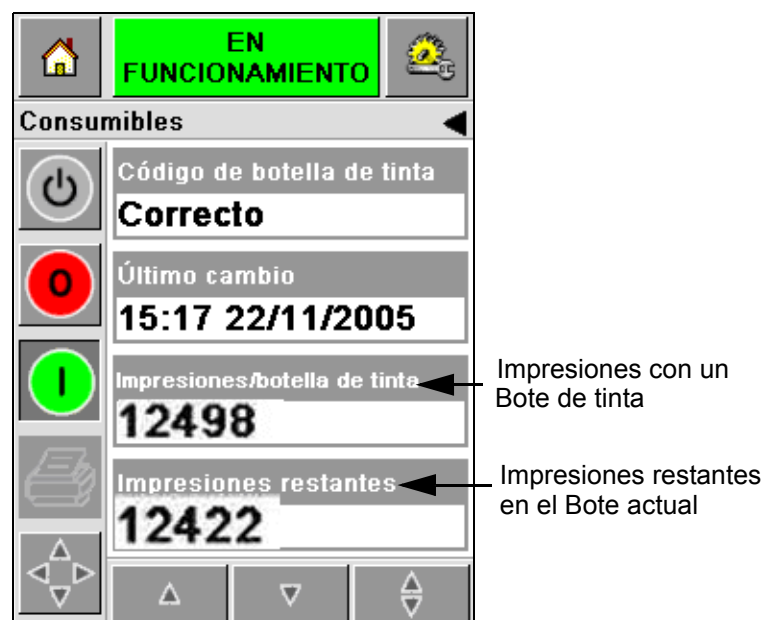 EN
FUNCIONAMIENTO
Consumibles
Código de botella de tinta
Correcto
O
Último cambio
15:17 22/11/2005
I
Impresiones/botella de tinta
12498
Impresiones con un
Bote de tinta
Impresiones restantes
12422
Impresiones restantes
en el Bote actual